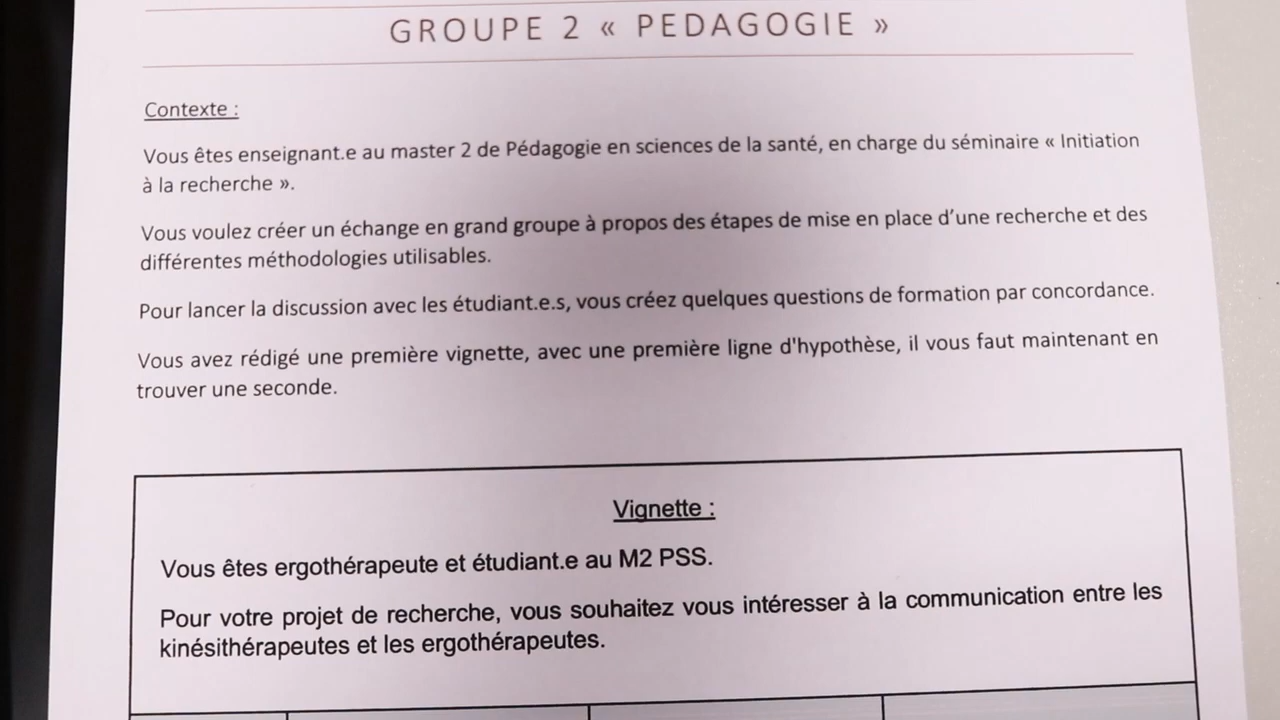 GROUPE 2 « PEDAGOGIE »
Contexte :
Vous êtes enseignant.e au master 2 de Pédagogie en sciences de la santé, en charge du séminaire « Initiation
à la recherche ».
Vous voulez créer un échange en grand groupe à propos des étapes de mise en place d’une recherche et des
différentes méthodologies utilisables.
Pour lancer la discussion avec les étudiant.e.s, vous créez quelques questions de formation par concordance.
Vous avez rédigé une première vignette, avec une première ligne d'hypothèse, il vous faut maintenant en
trouver une seconde.
Vignette :
Vous êtes ergothérapeute et étudiant.e au M2 PSS.
Pour votre projet de recherche, vous souhaitez vous intéresser à la communication entre les
kinésithérapeutes et les ergothérapeutes.